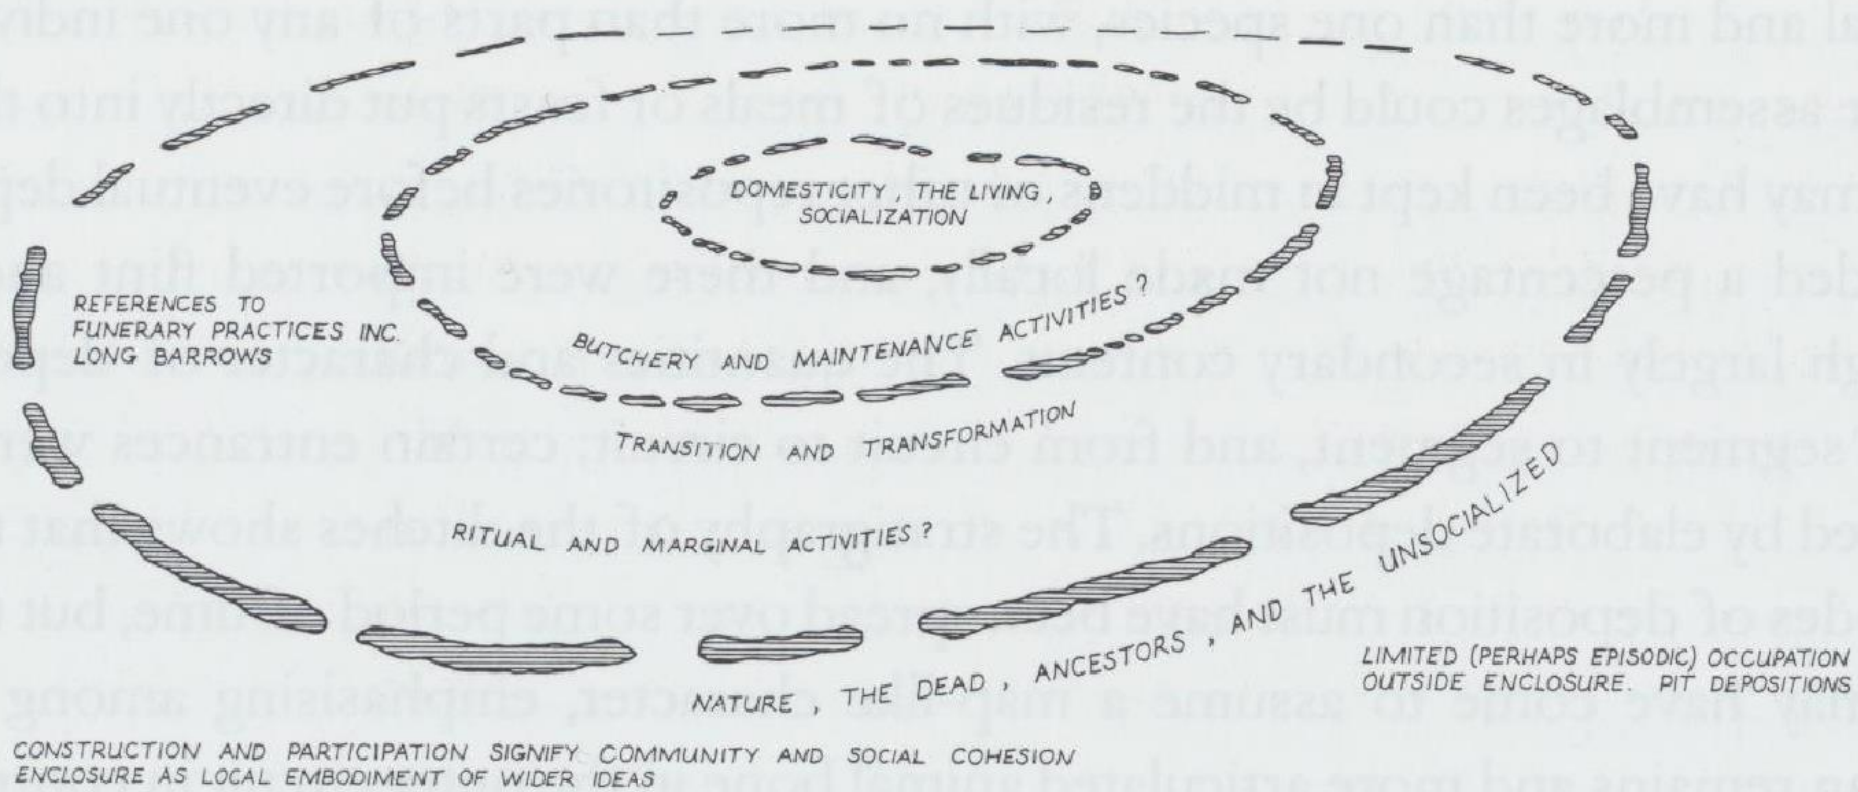 DOMESTICITY, THE LIVING,
SOCIALIZATION
REFERENCES TO
FUNERARY PRACTICES INC.
LONG BARROWS
BUTCHERY AND MAINTENANCE ACTIVITIES?
TRANSITION AND TRANSFORMATION
RITUAL AND MARGINAL ACTIVITIES?
NATURE, THE DEAD, ANCESTORS, AND THE UNSOCIALIZED
LIMITED (PERHAPS EPISODIC) OCCUPATION
OUTSIDE ENCLOSURE. PIT DEPOSITIONS
CONSTRUCTION AND PARTICIPATION SIGNIFY COMMUNITY AND SOCIAL COHESION
ENCLOSURE AS LOCAL EMBODIMENT OF WIDER IDEAS